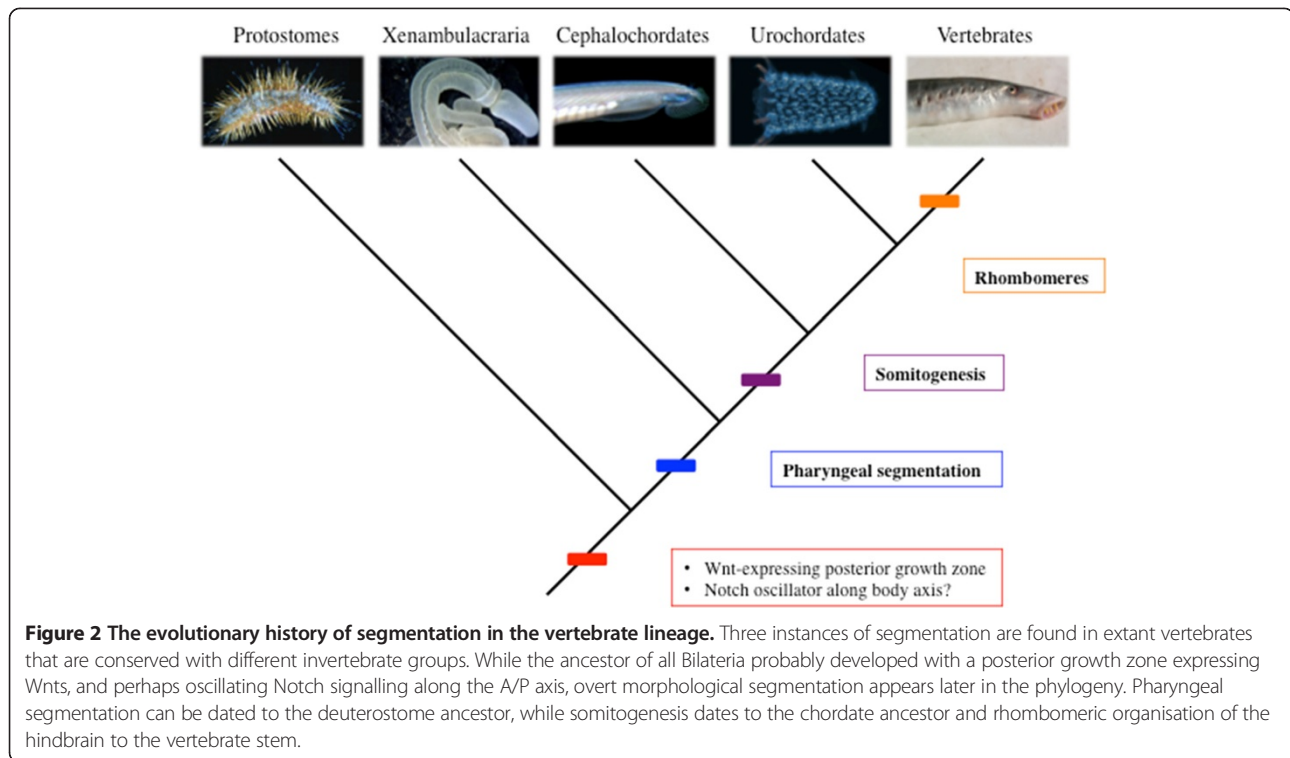 Protostomes Xenambulacraria Cephalochordates Urochordates Vertebrates
Rhombomeres
Somitogenesis
Pharyngeal segmentation
• Wnt-expressing posterior growth zone
• Notch oscillator along body axis?
Figure 2 The evolutionary history of segmentation in the vertebrate lineage. Three instances of segmentation are found in extant vertebrates
that are conserved with different invertebrate groups. While the ancestor of all Bilateria probably developed with a posterior growth zone expressing
Wnts, and perhaps oscillating Notch signalling along the A/P axis, overt morphological segmentation appears later in the phylogeny. Pharyngeal
segmentation can be dated to the deuterostome ancestor, while somitogenesis dates to the chordate ancestor and rhombomeric organisation of the
hindbrain to the vertebrate stem.